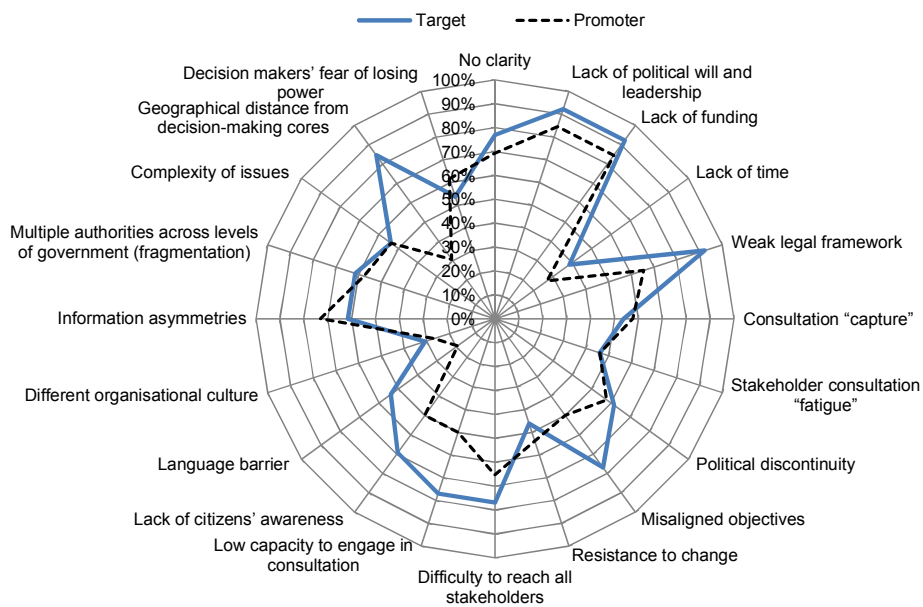 Target
Promoter
No clarity
Lack of political will and
leadership
Lack of funding
Lack of time
Weak legal framework
Consultation “capture”
Stakeholder consultation
“fatigue”
Political discontinuity
Misaligned objectives
Resistance to change
Difficulty to reach all
stakeholders
Low capacity to engage in
consultation
Lack of citizens’ awareness
Language barrier
Different organisational culture
Information asymmetries
Multiple authorities across levels
of government (fragmentation)
Complexity of issues
Geographical distance from
decision-making cores
Decision makers’ fear of losing
power
100%
90%
80%
70%
60%
50%
40%
30%
20%
10%
0%